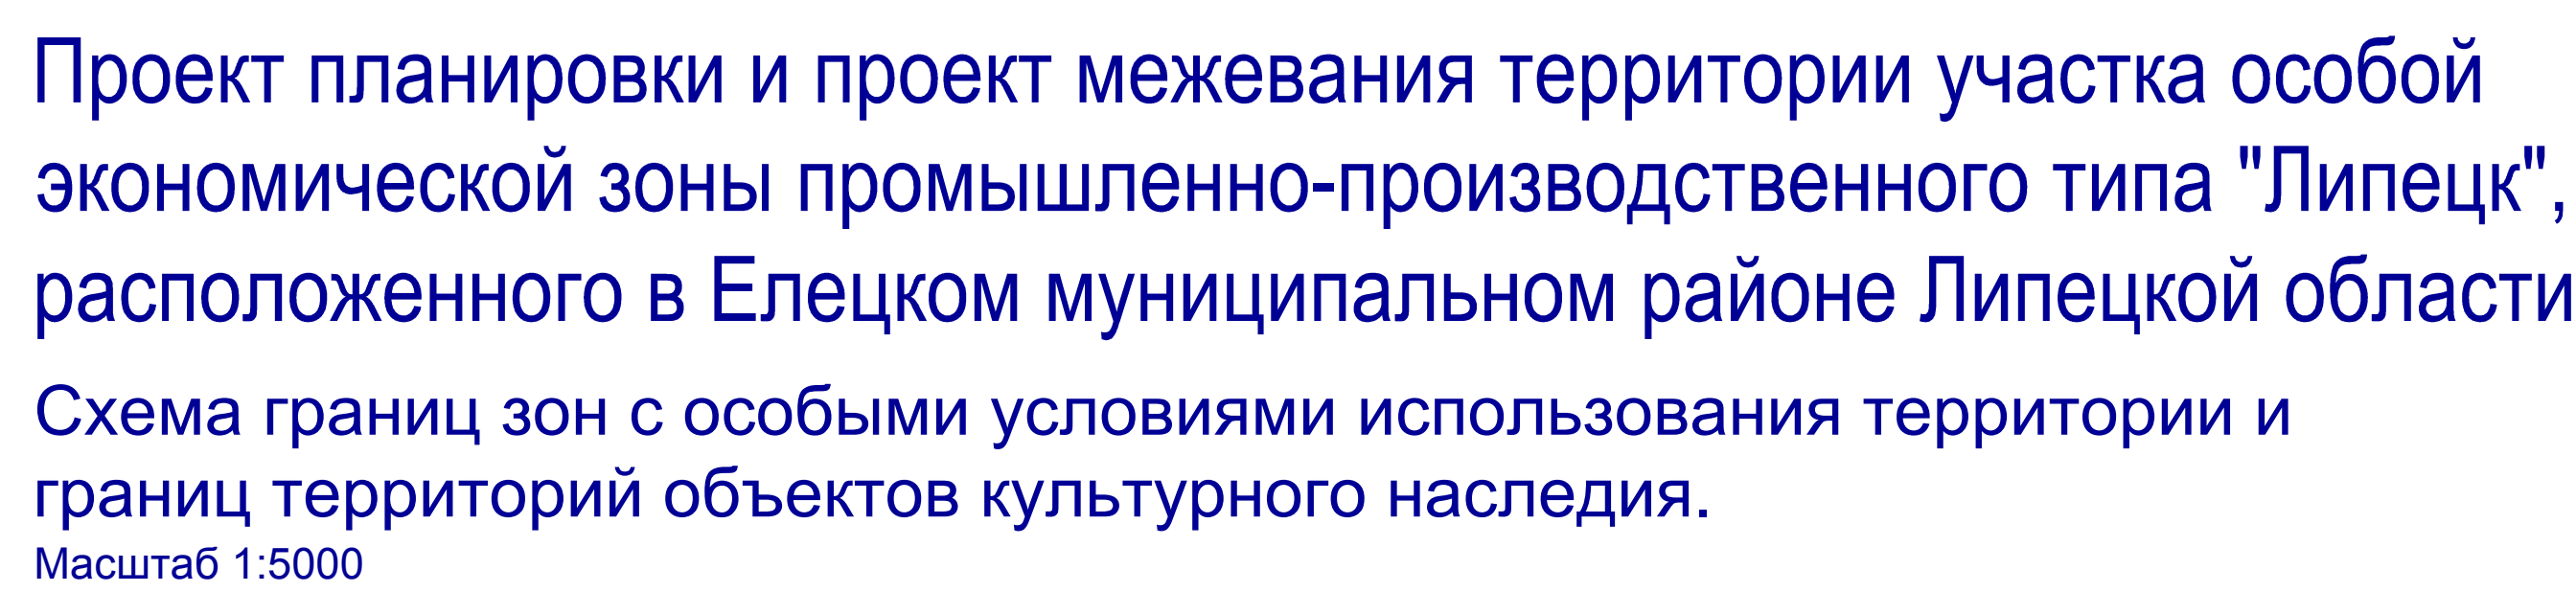 Проект планировки и проект межевания территории участка особой
экономической зоны промышленно-производственного типа "Липецк",
расположенного в Елецком муниципальном районе Липецкой области
Схема границ зон с особыми условиями использования территории и
границ территорий объектов культурного наследия.
Масштаб 1:5000